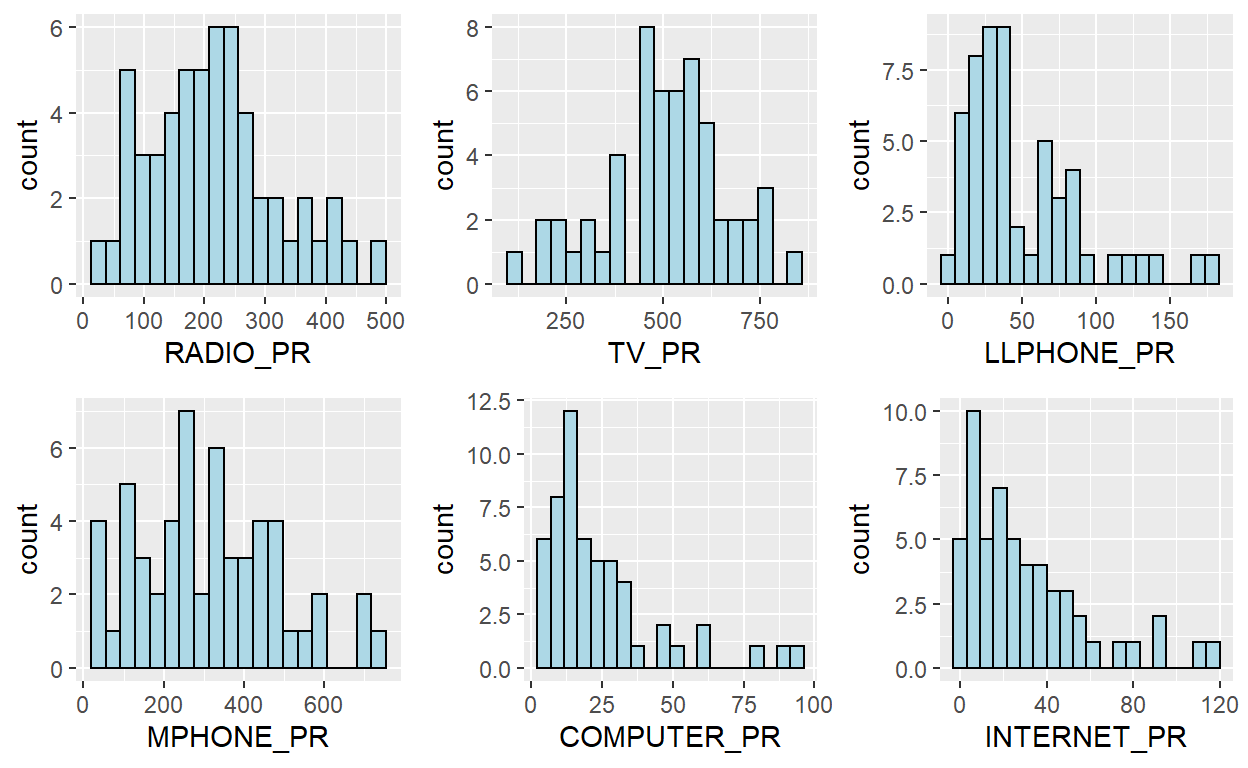 count
6
4
2
0
0 100 200 300 400 500
RADIO_PR
count
8
6
4
2
0
250 500 750
TV_PR
count
7.5
5.0
2.5
0.0
0 50 100 150
LLPHONE_PR
count
6
4
2
0
0 200 400 600
MPHONE_PR
count
12.5
10.0
7.5
5.0
2.5
0.0
0 25 50 75 100
COMPUTER_PR
count
10.0
7.5
5.0
2.5
0.0
0 40 80 120
INTERNET_PR